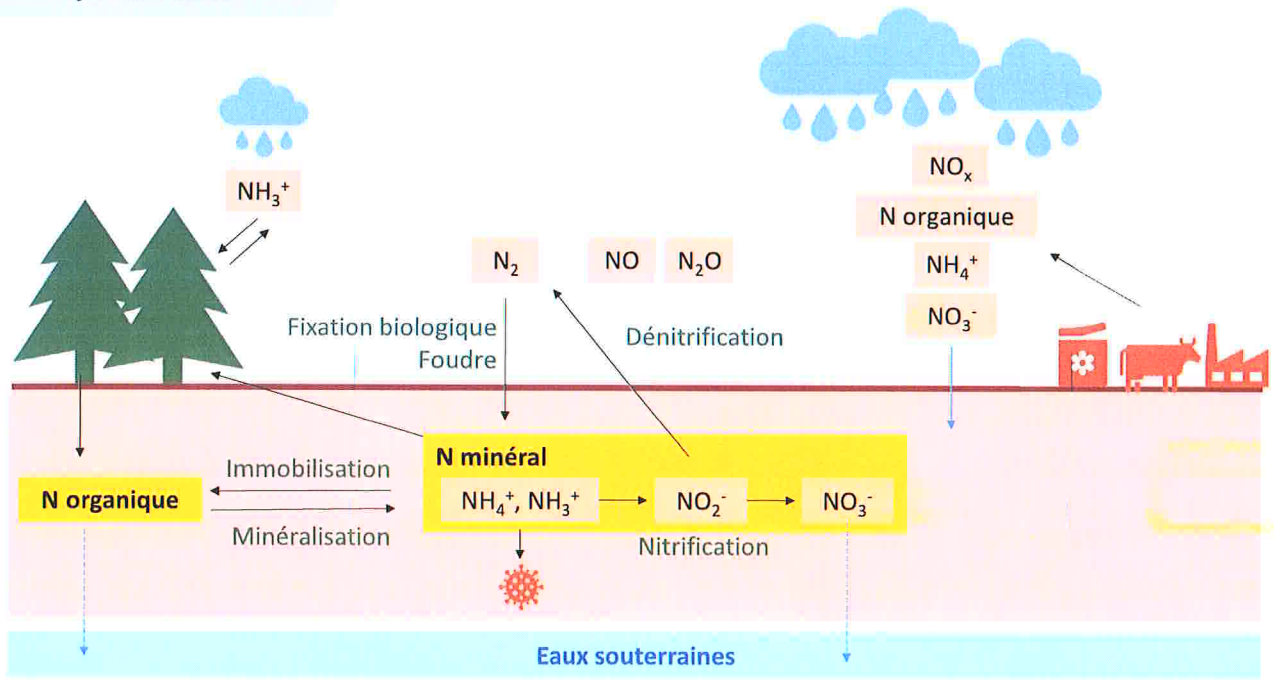 NH₃⁺
NOₓ
N organique
NH₄⁺
NO₃⁻
N₂
NO
N₂O
Fixation biologique
Foudre
Dénitrification
N organique
Immobilisation
Minéralisation
N minéral
NH₄⁺, NH₃⁺
NO₂⁻
NO₃⁻
Nitrification
Eaux souterraines